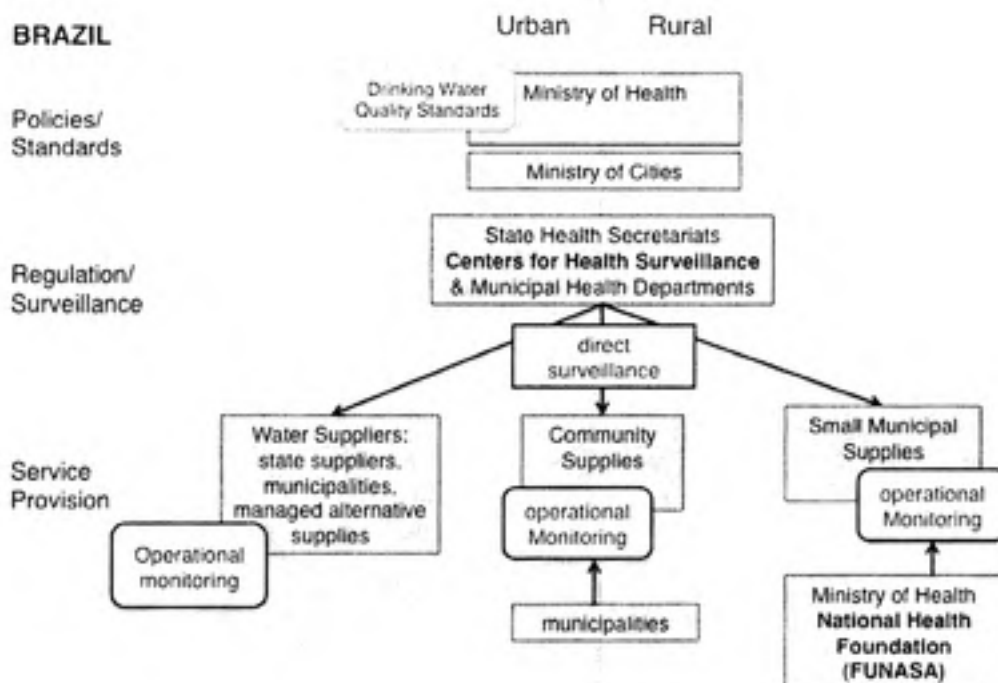 BRAZIL
Urban Rural
Policies/
Standards
Drinking Water
Quality Standards
Ministry of Health
Ministry of Cities
Regulation/
Surveillance
State Health Secretariats
Centers for Health Surveillance
& Municipal Health Departments
direct
surveillance
Service
Provision
Water Suppliers:
state suppliers,
municipalities,
managed alternative
supplies
Operational
monitoring
Community
Supplies
operational
Monitoring
municipalities
Small Municipal
Supplies
operational
Monitoring
Ministry of Health
National Health
Foundation
(FUNASA)